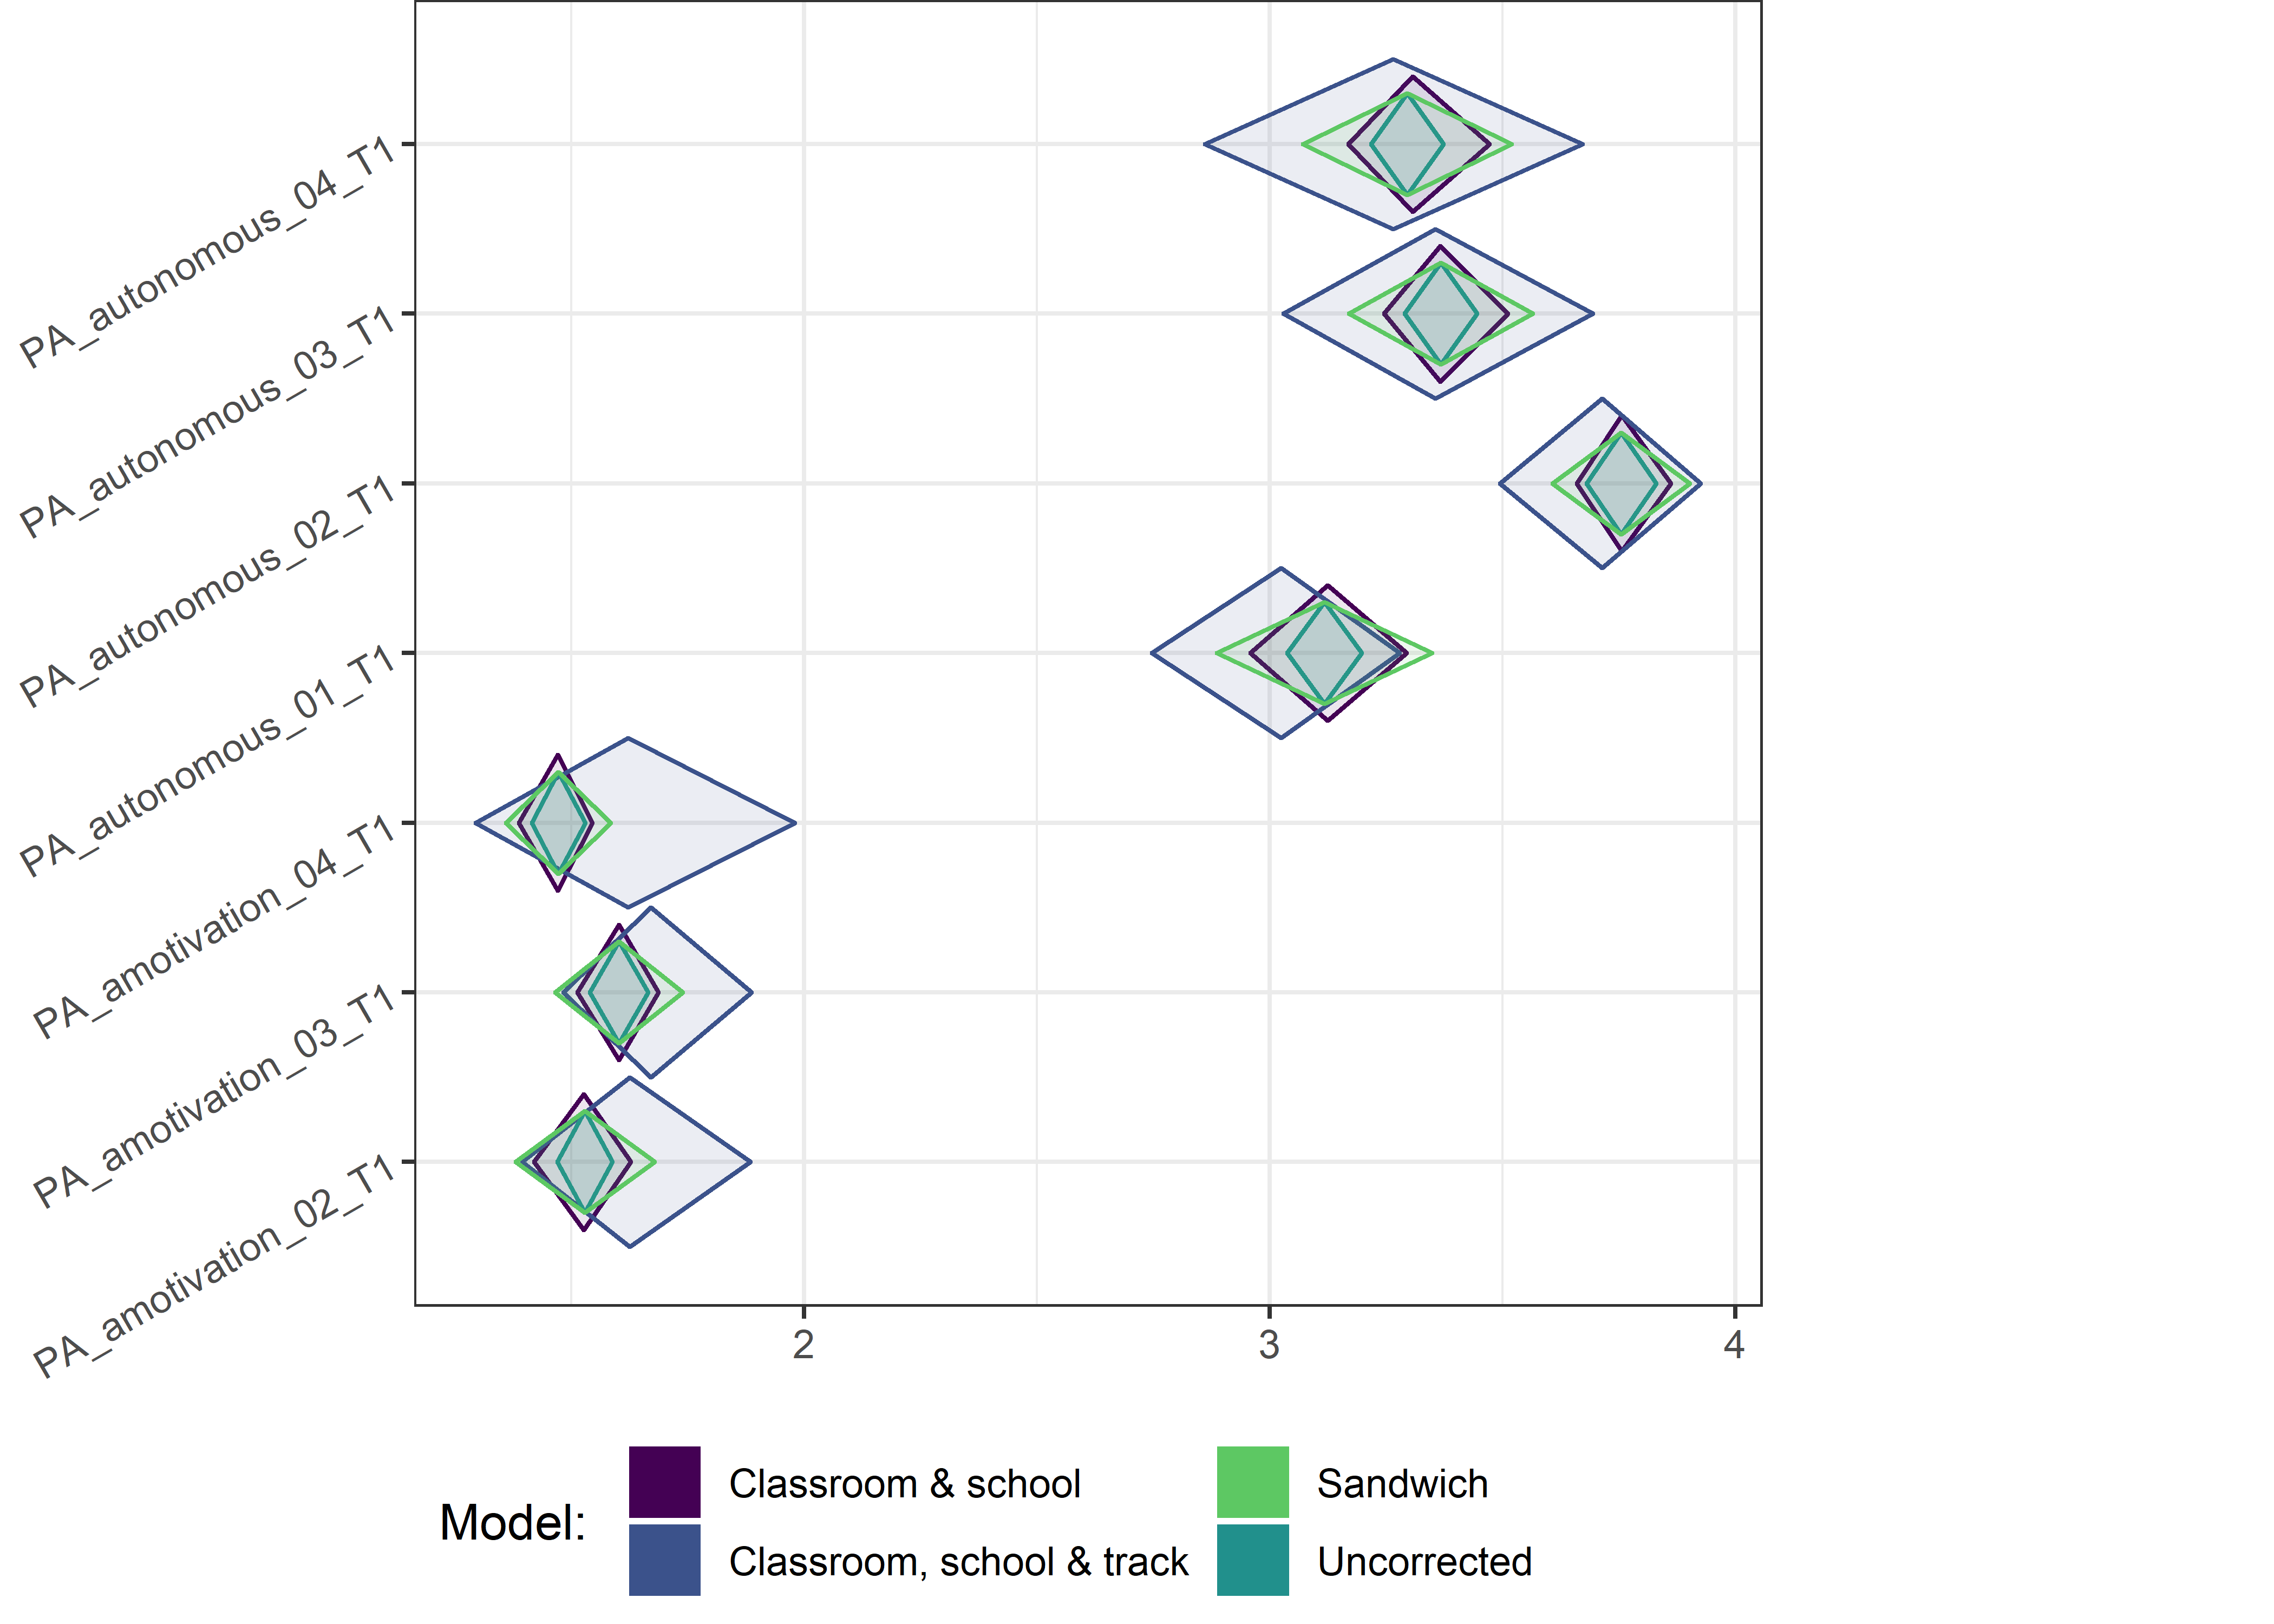 PA_autonomous_04_T1
PA_autonomous_03_T1
PA_autonomous_02_T1
PA_autonomous_01_T1
PA_amotivation_04_T1
PA_amotivation_03_T1
PA_amotivation_02_T1
2 3 4
Model:
Classroom & school
Classroom, school & track
Sandwich
Uncorrected